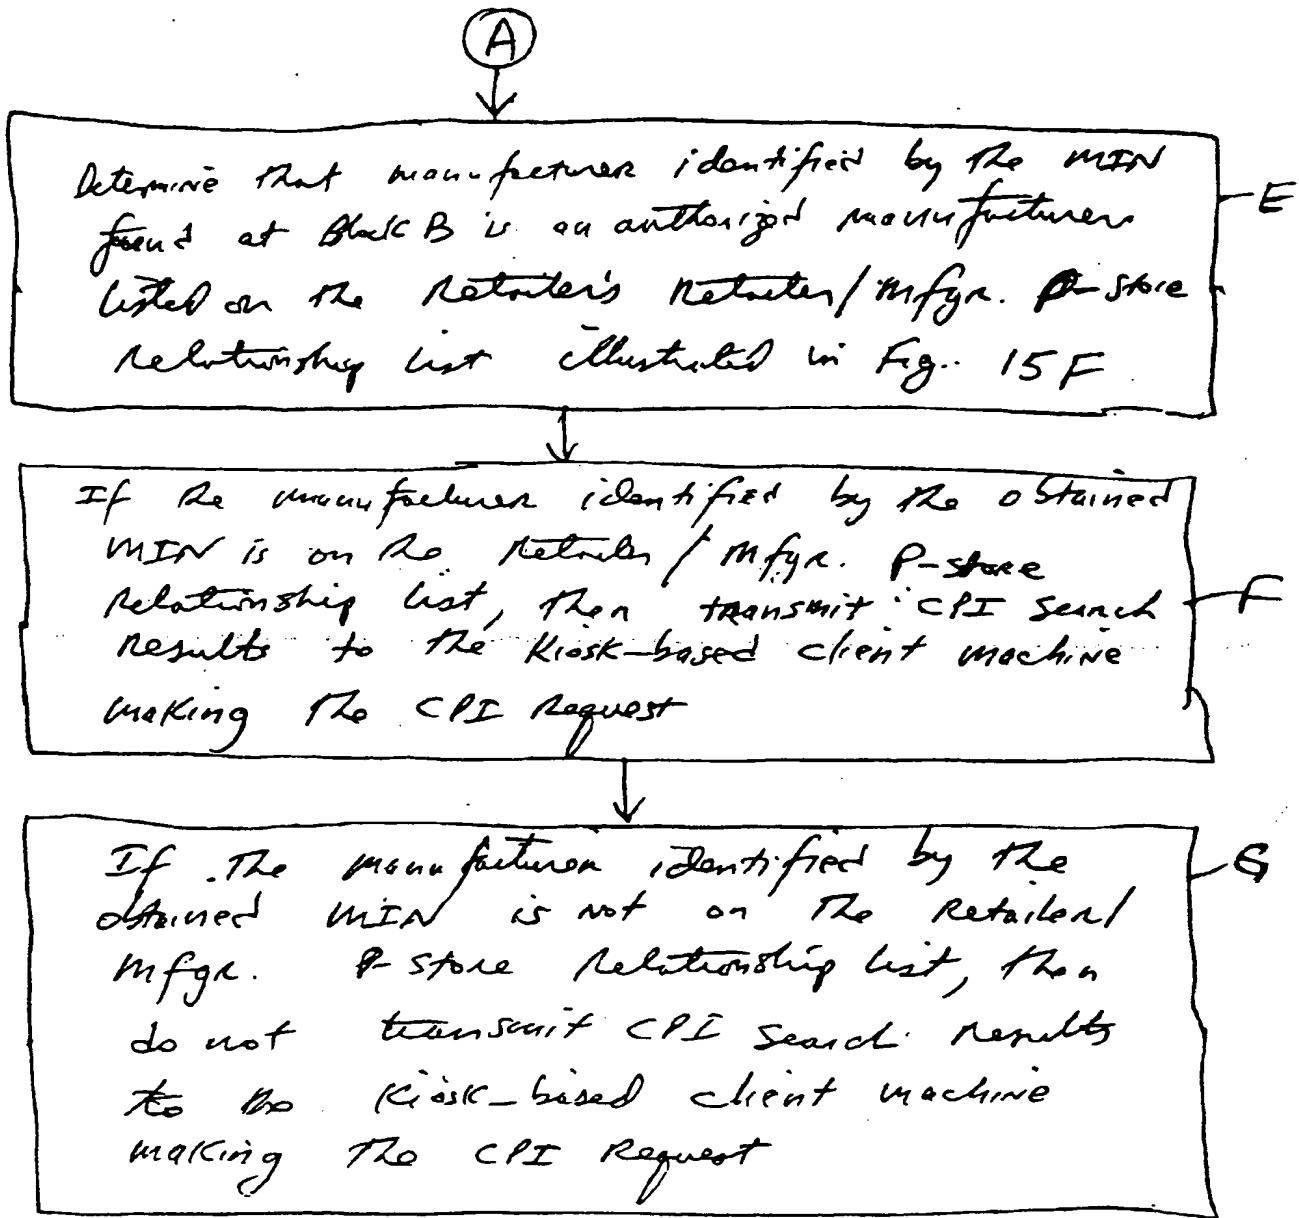 A
Determine that manufacturer identified by the MIN
found at Block B is an authorized manufacturer
listed on the Retailer's Retailer/Mfgr. P-store
Relationship list illustrated in Fig. 15F
E
If the manufacturer identified by the obtained
MIN is on the Retailer/Mfgr. P-store
Relationship list, then transmit CPI search
Results to the Kiosk-based client machine
making the CPI Request
F
If the manufacturer identified by the
obtained MIN is not on the Retailer/
Mfgr. P-store Relationship list, then
do not transmit CPI search Results
to the Kiosk-based client machine
making the CPI Request
G